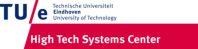 TU/e Technische Universiteit
Eindhoven
University of Technology
High Tech Systems Center